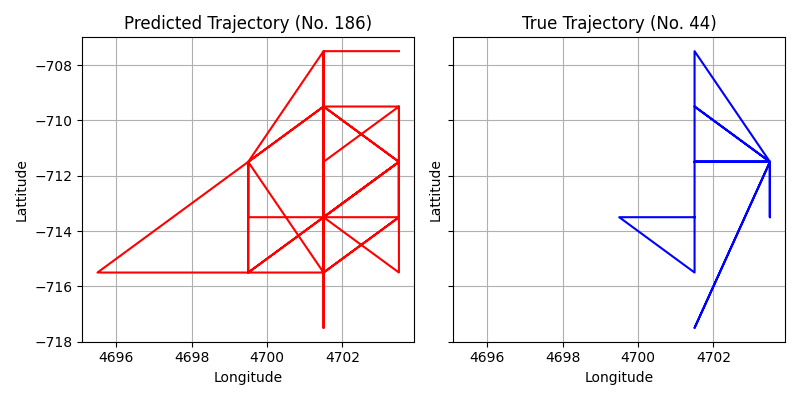 Predicted Trajectory (No. 186)
True Trajectory (No. 44)
−708
−710
−712
−714
−716
−718
Lattitude
Lattitude
4696
4698
4700
4702
4696
4698
4700
4702
Longitude
Longitude